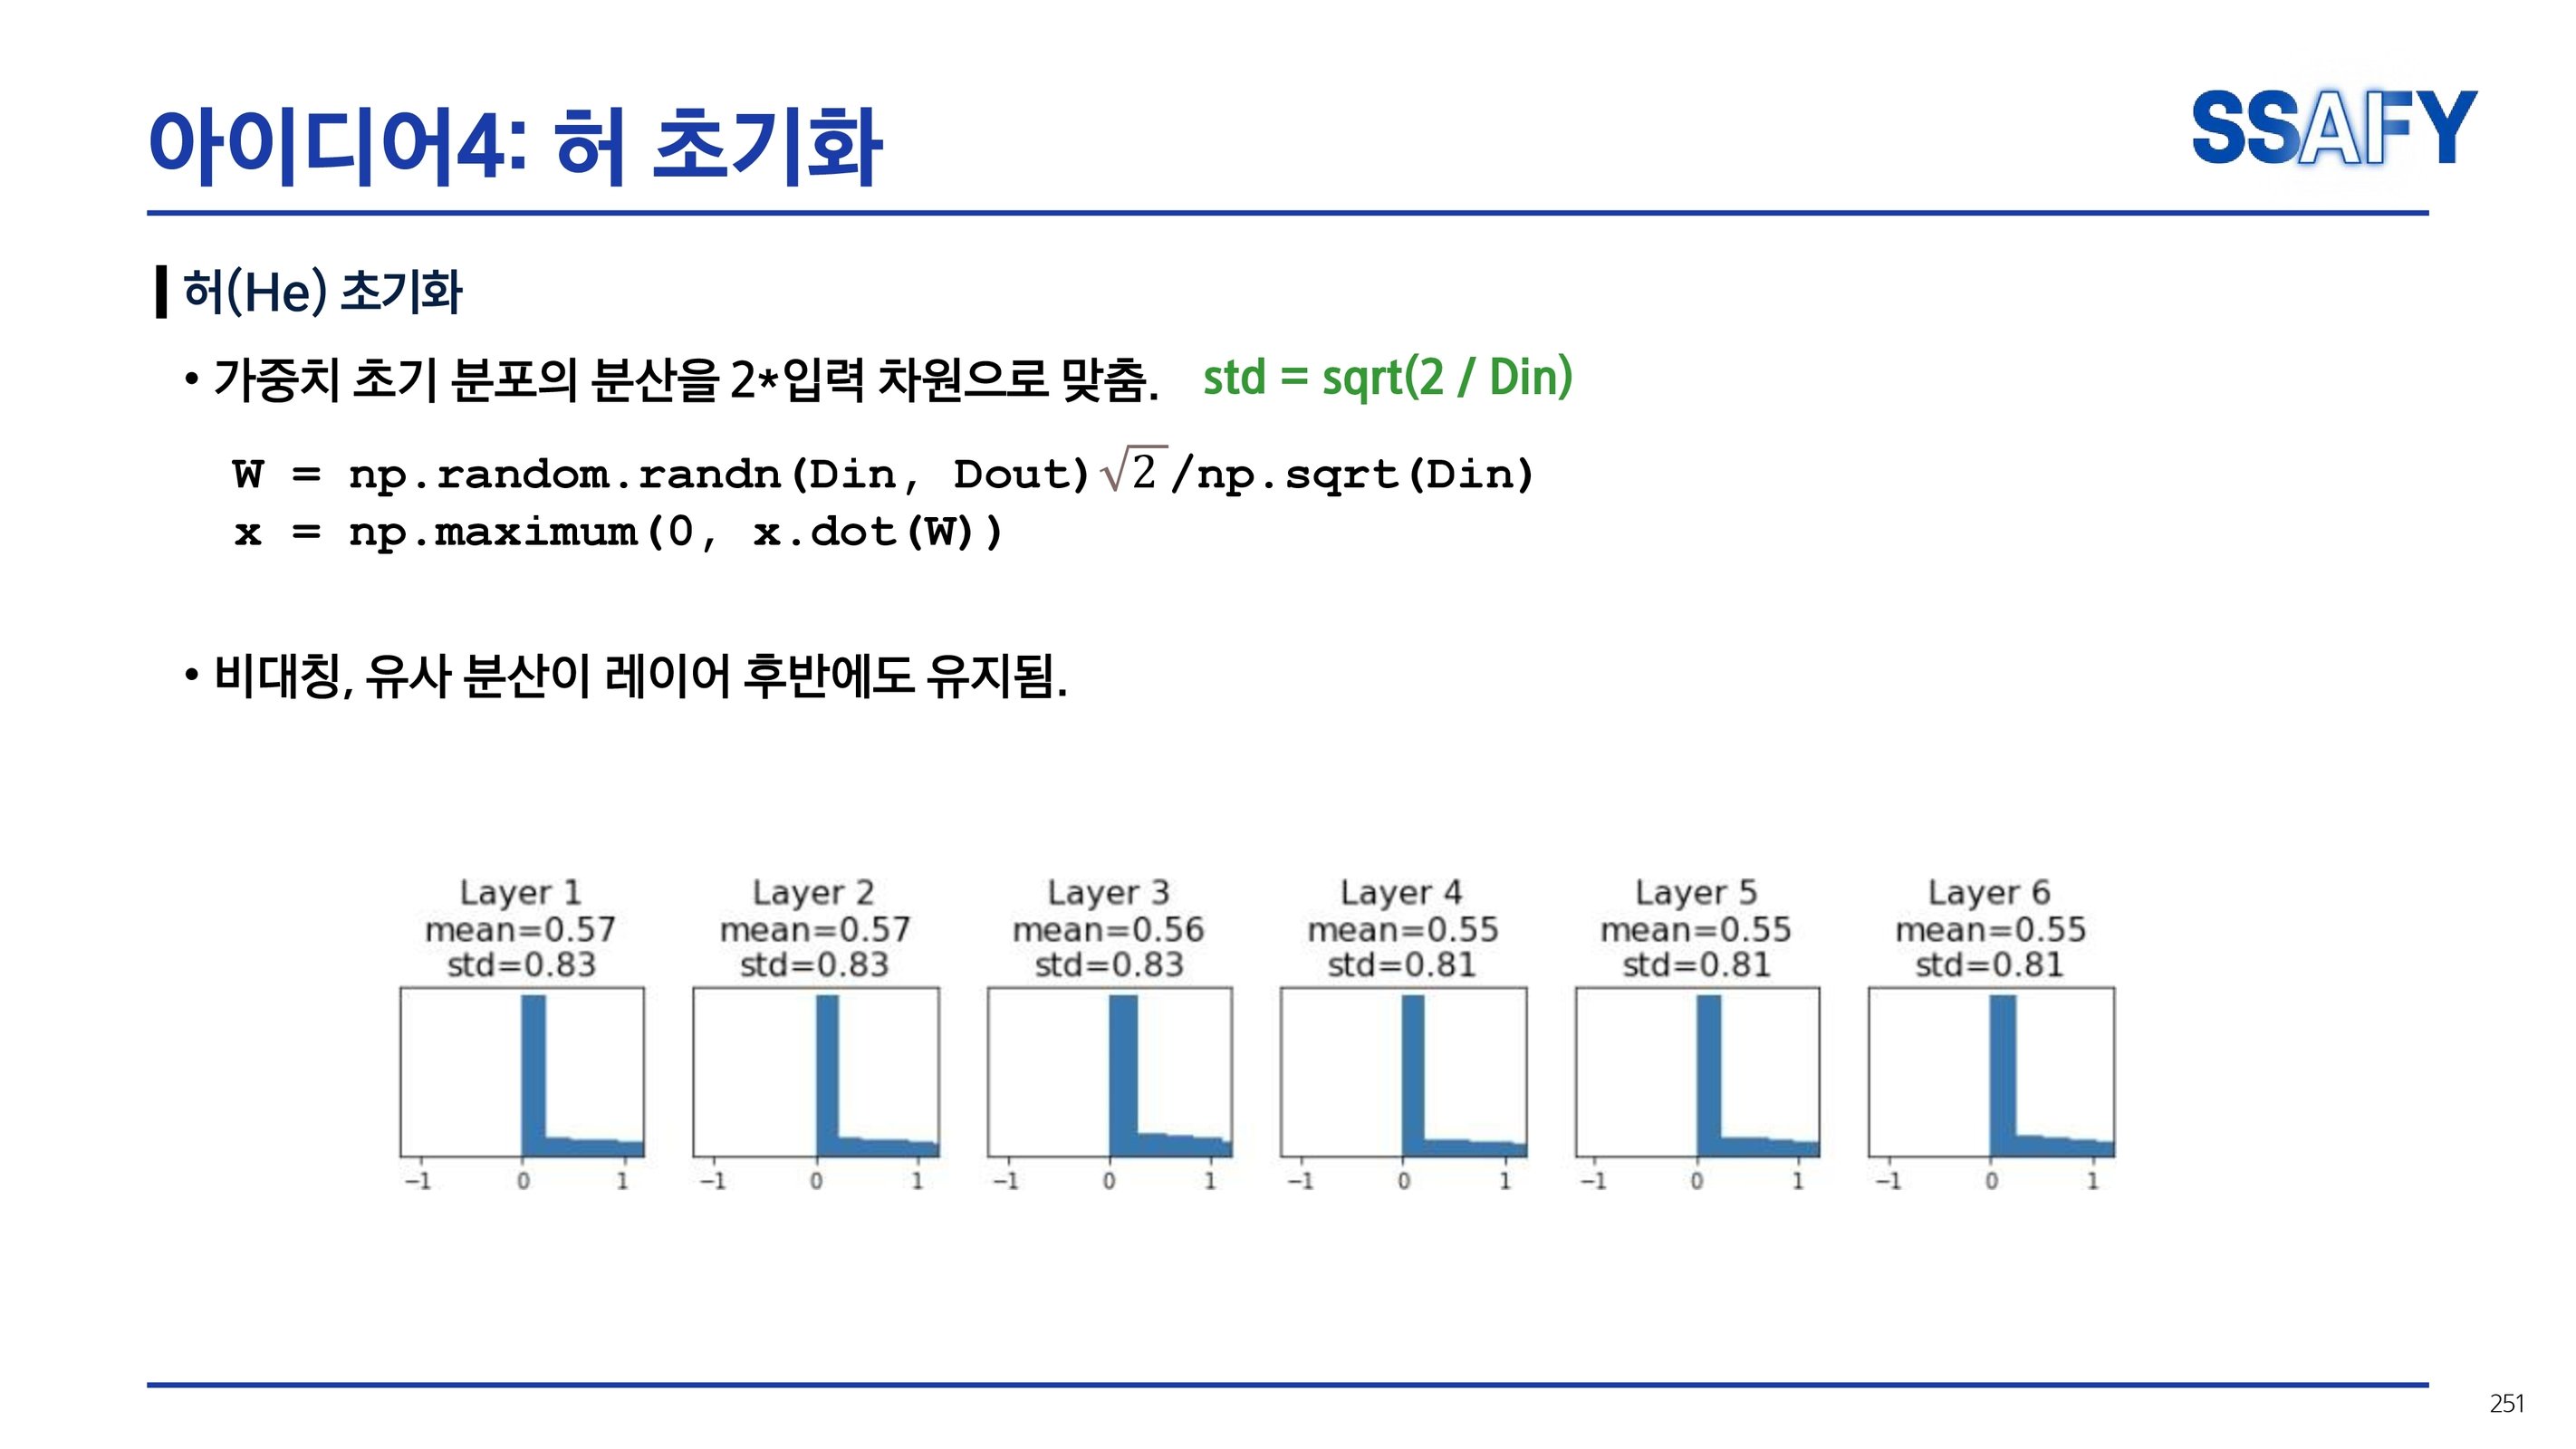 아이디어4: 허 초기화
SSAFY
허(He) 초기화
• 가중치 초기 분포의 분산을 2*입력 차원으로 맞춤. std = sqrt(2 / Din)
W = np.random.randn(Din, Dout)√2/np.sqrt(Din)
x = np.maximum(0, x.dot(W))
• 비대칭, 유사 분산이 레이어 후반에도 유지됨.
Layer 1 Layer 2 Layer 3 Layer 4 Layer 5 Layer 6
mean=0.57 mean=0.57 mean=0.56 mean=0.55 mean=0.55 mean=0.55
std=0.83 std=0.83 std=0.83 std=0.81 std=0.81 std=0.81
−1 0 1 −1 0 1 −1 0 1 −1 0 1 −1 0 1 −1 0 1
251